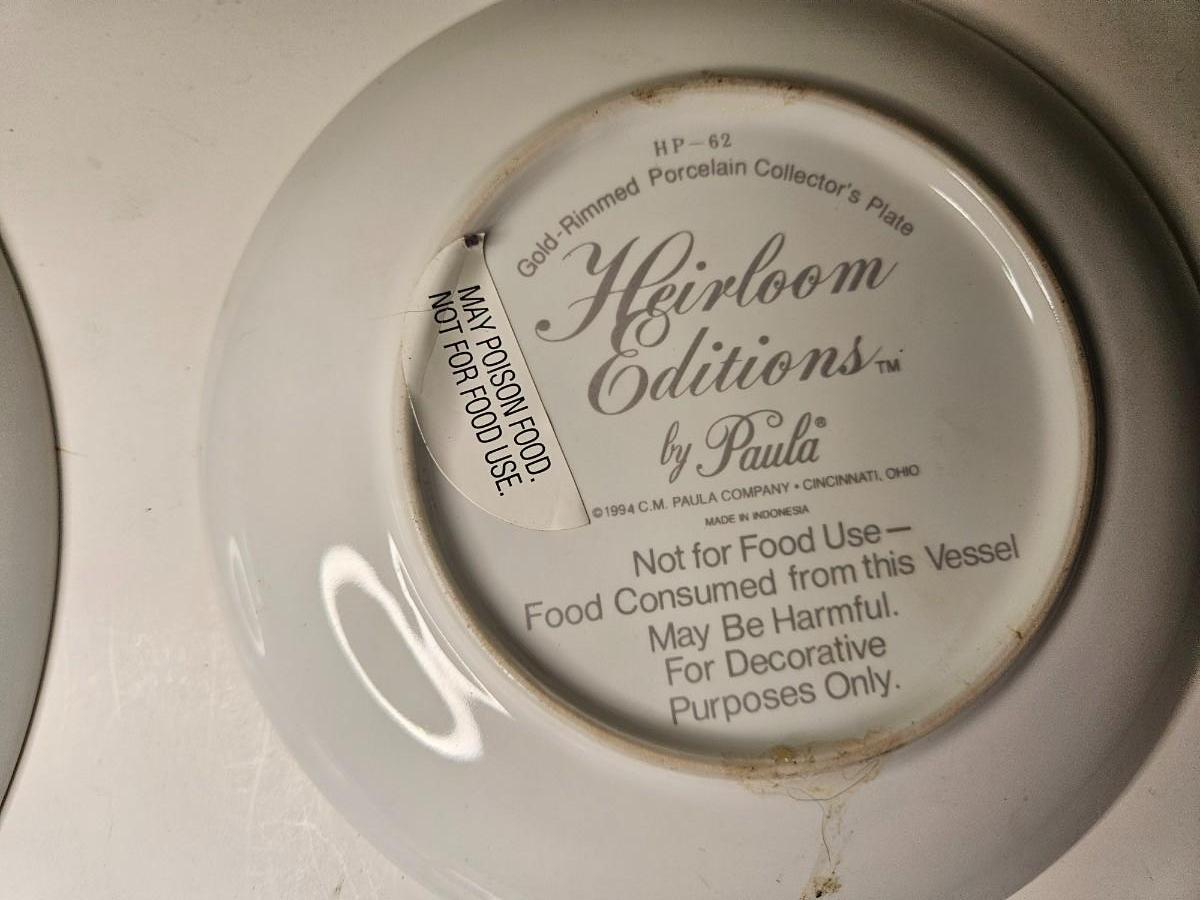 HP-62
Gold-Rimmed Porcelain Collector's Plate
Heirloom
Editions™
by Paula®
©1994 C.M. PAULA COMPANY • CINCINNATI, OHIO
MADE IN INDONESIA
Not for Food Use—
Food Consumed from this Vessel
May Be Harmful.
For Decorative
Purposes Only.
MAY POISON FOOD.
NOT FOR FOOD USE.